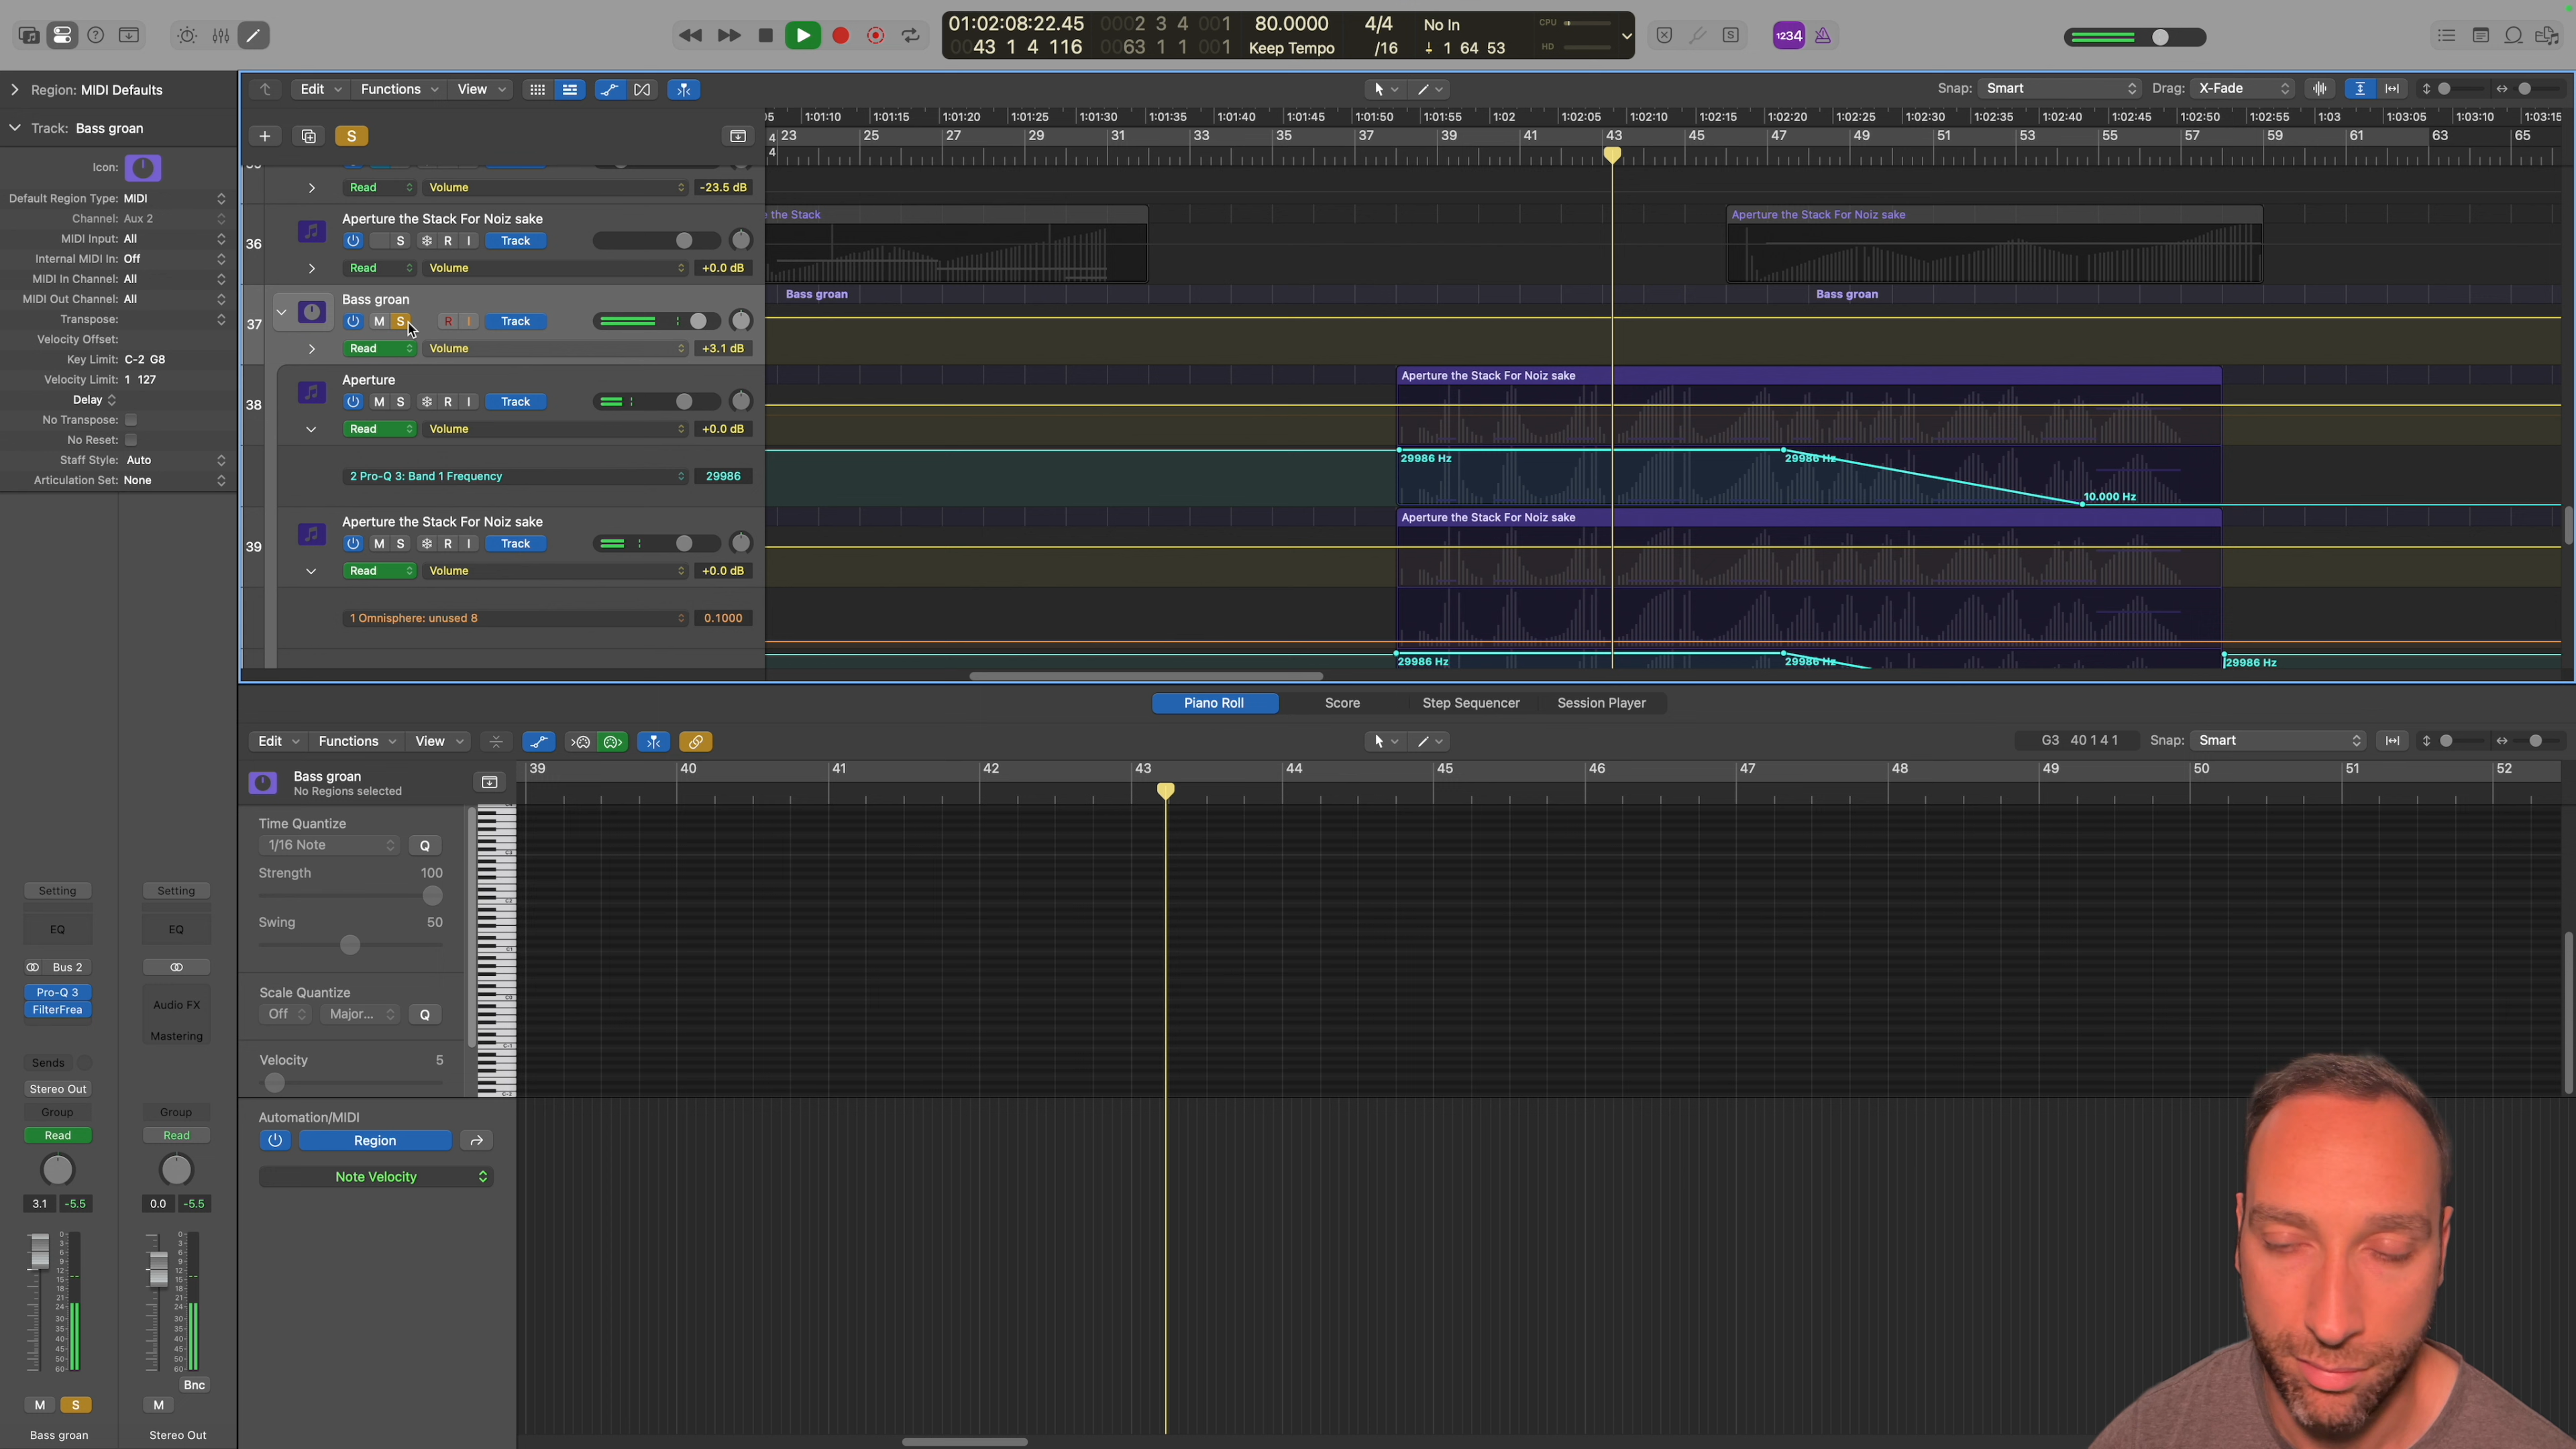 01:02:08:22.45 0002 3 4 001 80.0000 4/4 No In CPU
0043 1 4 116 0063 1 1 001 Keep Tempo /16 1 64 53 HD
1234
Region: MIDI Defaults
Edit Functions View
Snap: Smart Drag: X-Fade
Track: Bass groan
S
1:01:10 1:01:15 1:01:20 1:01:25 1:01:30 1:01:35 1:01:40 1:01:45 1:01:50 1:01:55 1:02 1:02:05 1:02:10 1:02:15 1:02:20 1:02:25 1:02:30 1:02:35 1:02:40 1:02:45 1:02:50 1:02:55 1:03 1:03:05 1:03:10 1:03:15
4 23 25 27 29 31 33 35 37 39 41 43 45 47 49 51 53 55 57 59 61 63 65
4
Icon:
Default Region Type: MIDI
Channel: Aux 2
MIDI Input: All
Internal MIDI In: Off
MIDI In Channel: All
MIDI Out Channel: All
Transpose:
Velocity Offset:
Key Limit: C-2 G8
Velocity Limit: 1 127
Delay
No Transpose:
No Reset:
Staff Style: Auto
Articulation Set: None
Read Volume -23.5 dB
36
Aperture the Stack For Noiz sake
S R I Track
Read Volume +0.0 dB
the Stack
Aperture the Stack For Noiz sake
37
Bass groan
M S R I Track
Read Volume +3.1 dB
Bass groan
Bass groan
38
Aperture
M S R I Track
Read Volume +0.0 dB
2 Pro-Q 3: Band 1 Frequency 29986
Aperture the Stack For Noiz sake
29986 Hz
29986 Hz
10.000 Hz
39
Aperture the Stack For Noiz sake
M S R I Track
Read Volume +0.0 dB
1 Omnisphere: unused 8 0.1000
Aperture the Stack For Noiz sake
29986 Hz
29986 Hz
29986 Hz
Piano Roll Score Step Sequencer Session Player
Edit Functions View
G3 40 1 4 1 Snap: Smart
Bass groan
No Regions selected
39 40 41 42 43 44 45 46 47 48 49 50 51 52
Time Quantize
1/16 Note Q
Strength 100
Swing 50
Scale Quantize
Off Major... Q
Velocity 5
Automation/MIDI
Region
Note Velocity
Setting Setting
EQ EQ
Bus 2
Pro-Q 3
FilterFrea
Audio FX
Mastering
Sends
Stereo Out
Group Group
Read Read
3.1 -5.5 0.0 -5.5
Bnc
M S M
Bass groan Stereo Out